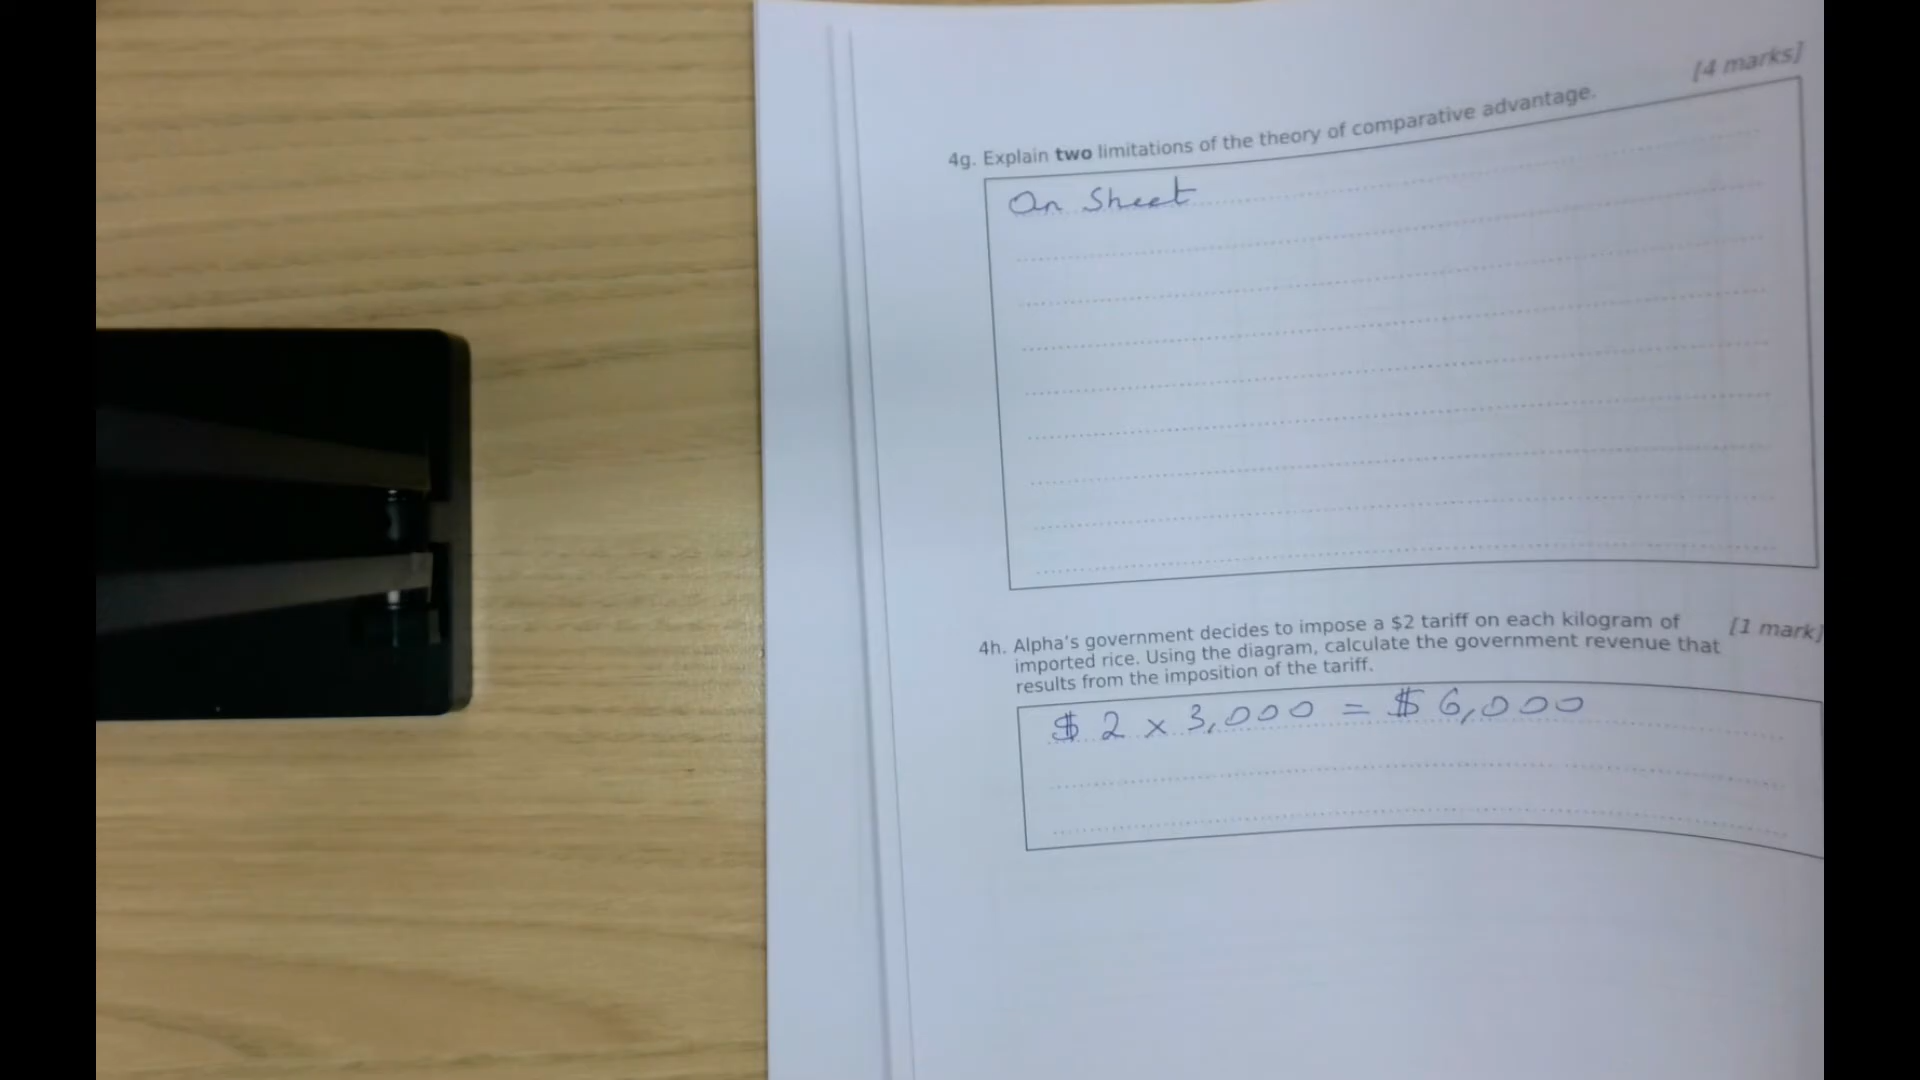 [4 marks]
4g. Explain two limitations of the theory of comparative advantage.
On Sheet
4h. Alpha's government decides to impose a $2 tariff on each kilogram of [1 mark]
imported rice. Using the diagram, calculate the government revenue that
results from the imposition of the tariff.
$ 2 x 3,000 = $ 6,000